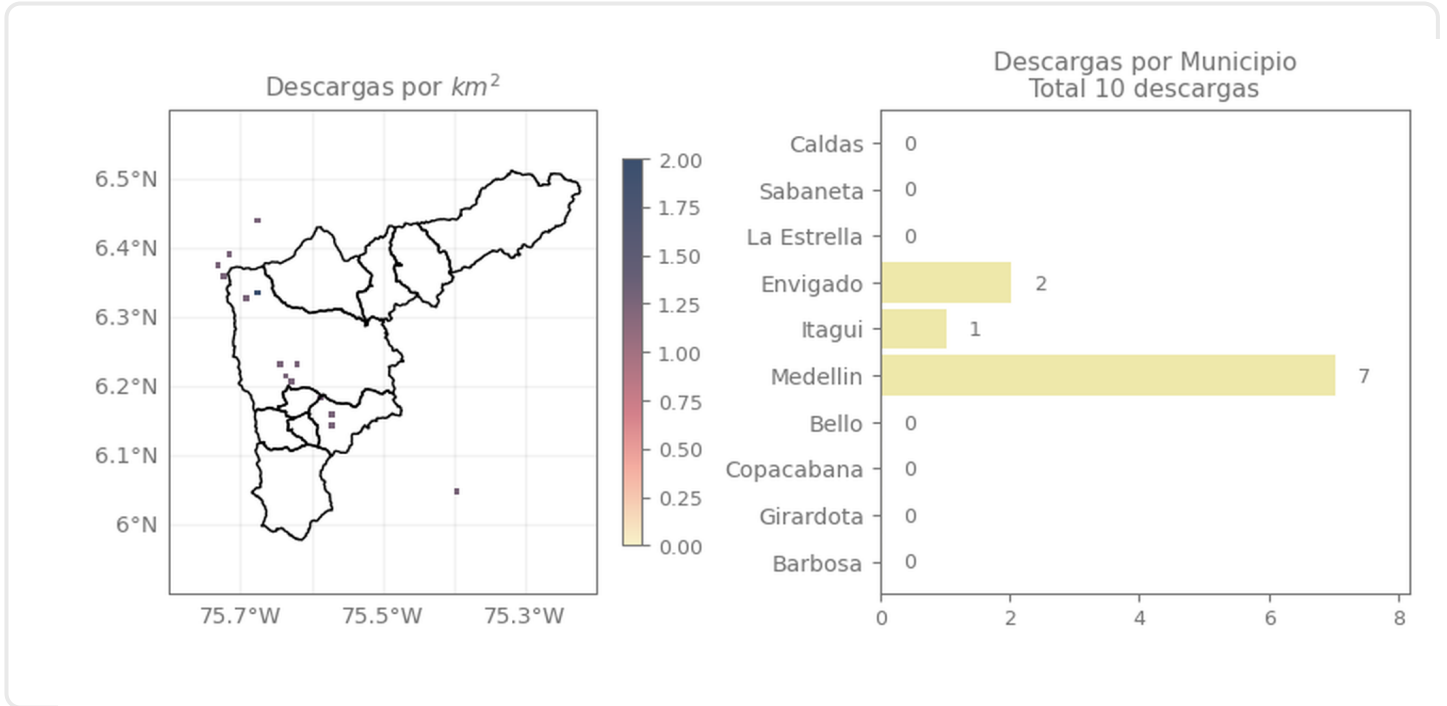 Descargas por km²
6.5°N
6.4°N
6.3°N
6.2°N
6.1°N
6°N
75.7°W 75.5°W 75.3°W
2.00
1.75
1.50
1.25
1.00
0.75
0.50
0.25
0.00
Descargas por Municipio
Total 10 descargas
Caldas 0
Sabaneta 0
La Estrella 0
Envigado 2
Itagui 1
Medellin 7
Bello 0
Copacabana 0
Girardota 0
Barbosa 0
0 2 4 6 8